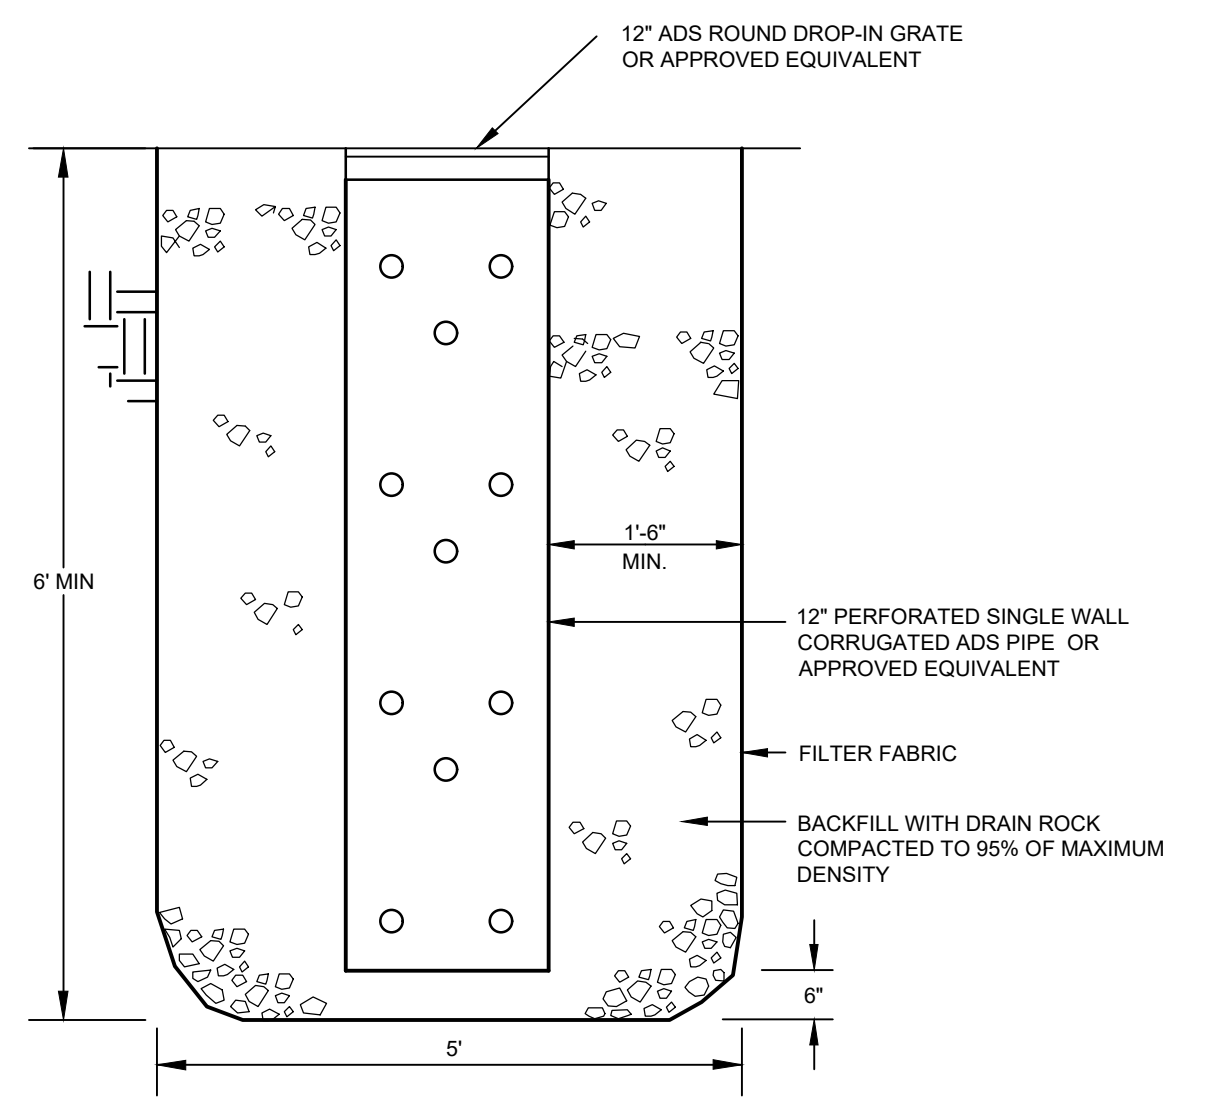 12" ADS ROUND DROP-IN GRATE
OR APPROVED EQUIVALENT
1'-6"
MIN.
6' MIN
12" PERFORATED SINGLE WALL
CORRUGATED ADS PIPE OR
APPROVED EQUIVALENT
FILTER FABRIC
BACKFILL WITH DRAIN ROCK
COMPACTED TO 95% OF MAXIMUM
DENSITY
6"
5'